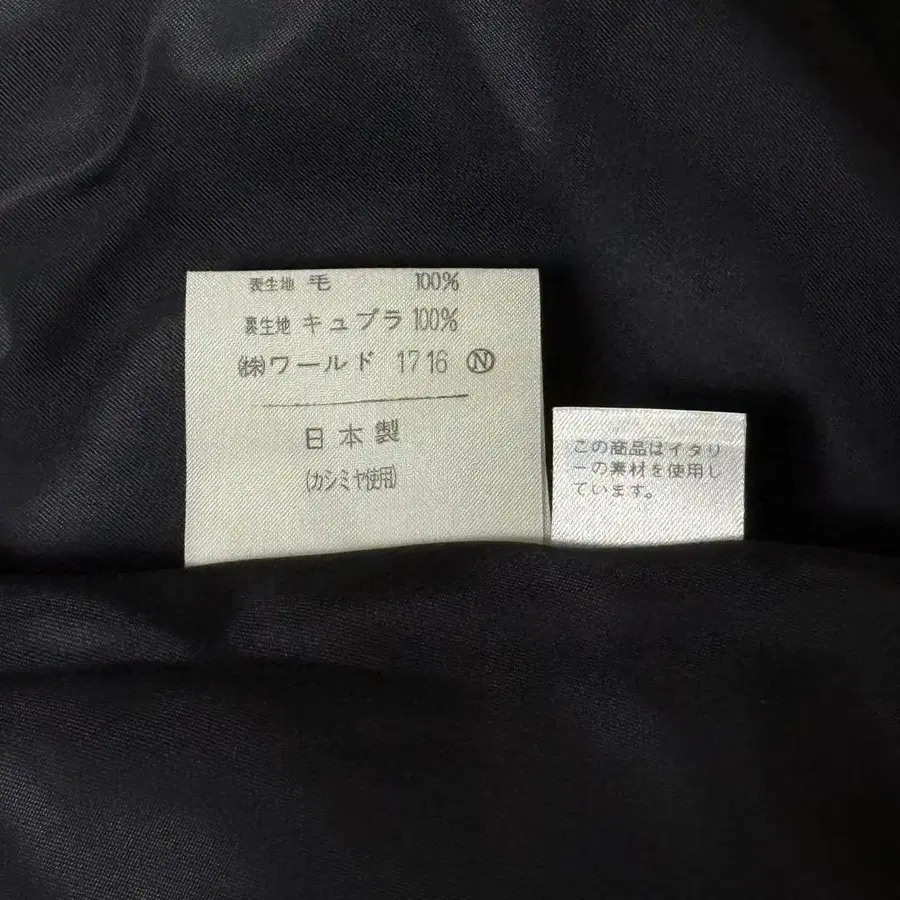 表生地 毛 100%
裏生地 キュプラ 100%
㈱ワールド 1716 Ⓝ
日本製
(カシミヤ使用)
この商品はイタリ
ーの素材を使用し
ています。